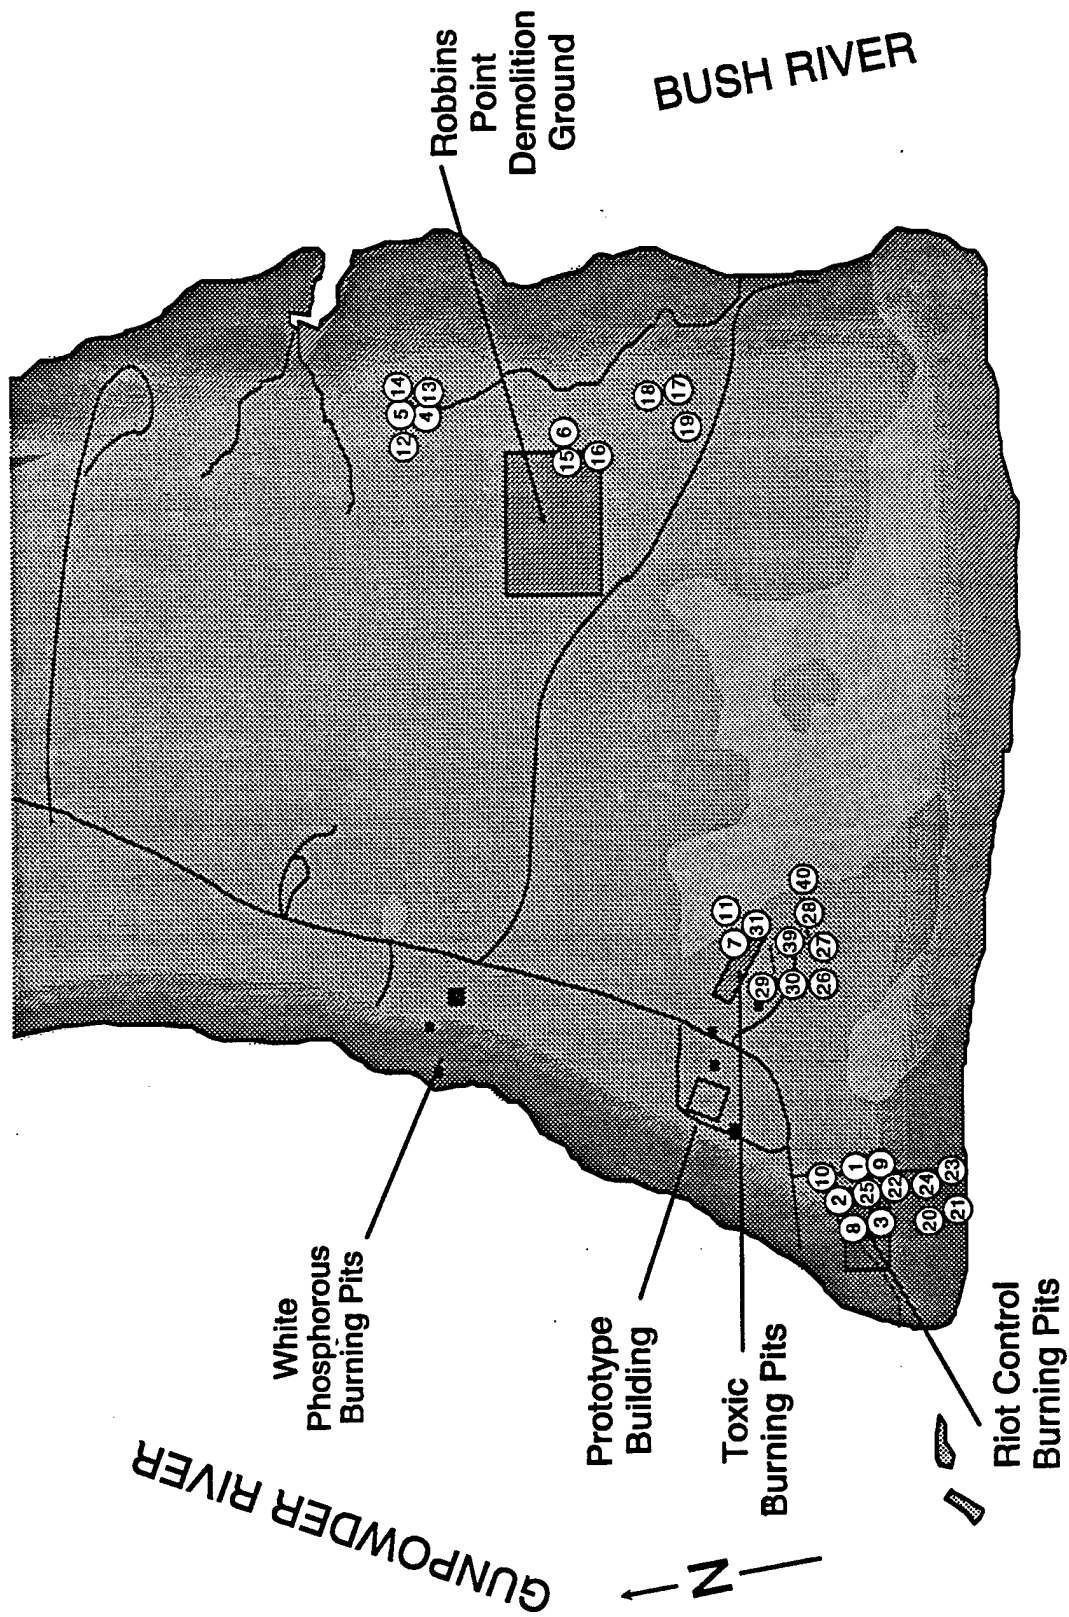 BUSH RIVER
Robbins
Point
Demolition
Ground
14
5
13
4
12
6
15
16
18
17
19
White
Phosphorous
Burning Pits
GUNPOWDER RIVER
Prototype
Building
Toxic
Burning Pits
11
7
31
40
28
39
27
29
30
26
10
1
9
2
25
22
24
23
8
3
20
21
Riot Control
Burning Pits
N